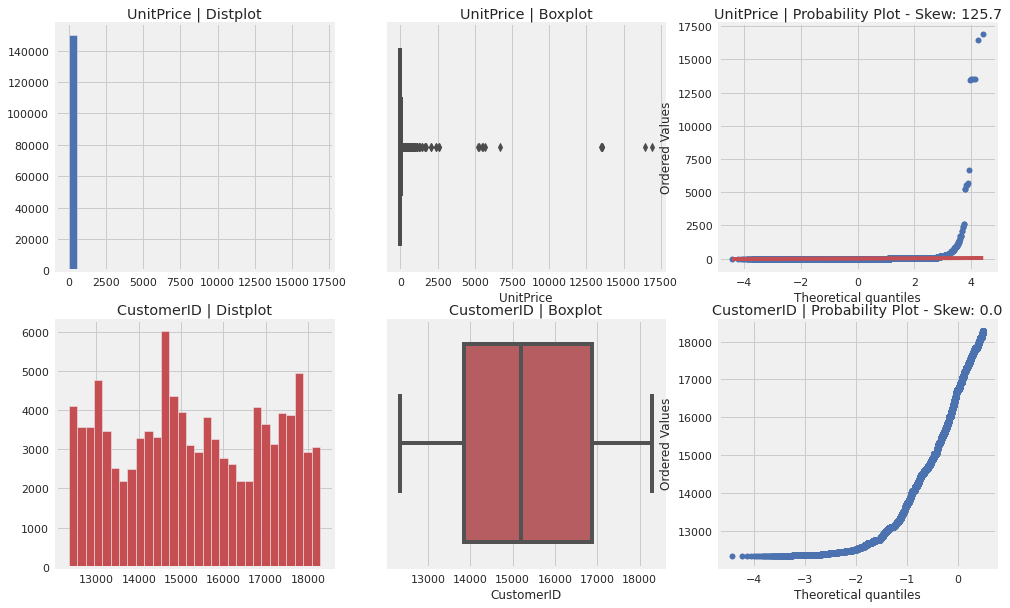 UnitPrice | Distplot
140000
120000
100000
80000
60000
40000
20000
0
0 2500 5000 7500 10000 12500 15000 17500
UnitPrice | Boxplot
0 2500 5000 7500 10000 12500 15000 17500
UnitPrice
UnitPrice | Probability Plot - Skew: 125.7
Ordered Values
17500
15000
12500
10000
7500
5000
2500
0
−4 −2 0 2 4
Theoretical quantiles
CustomerID | Distplot
6000
5000
4000
3000
2000
1000
0
13000 14000 15000 16000 17000 18000
CustomerID | Boxplot
13000 14000 15000 16000 17000 18000
CustomerID
CustomerID | Probability Plot - Skew: 0.0
Ordered Values
18000
17000
16000
15000
14000
13000
−4 −3 −2 −1 0
Theoretical quantiles